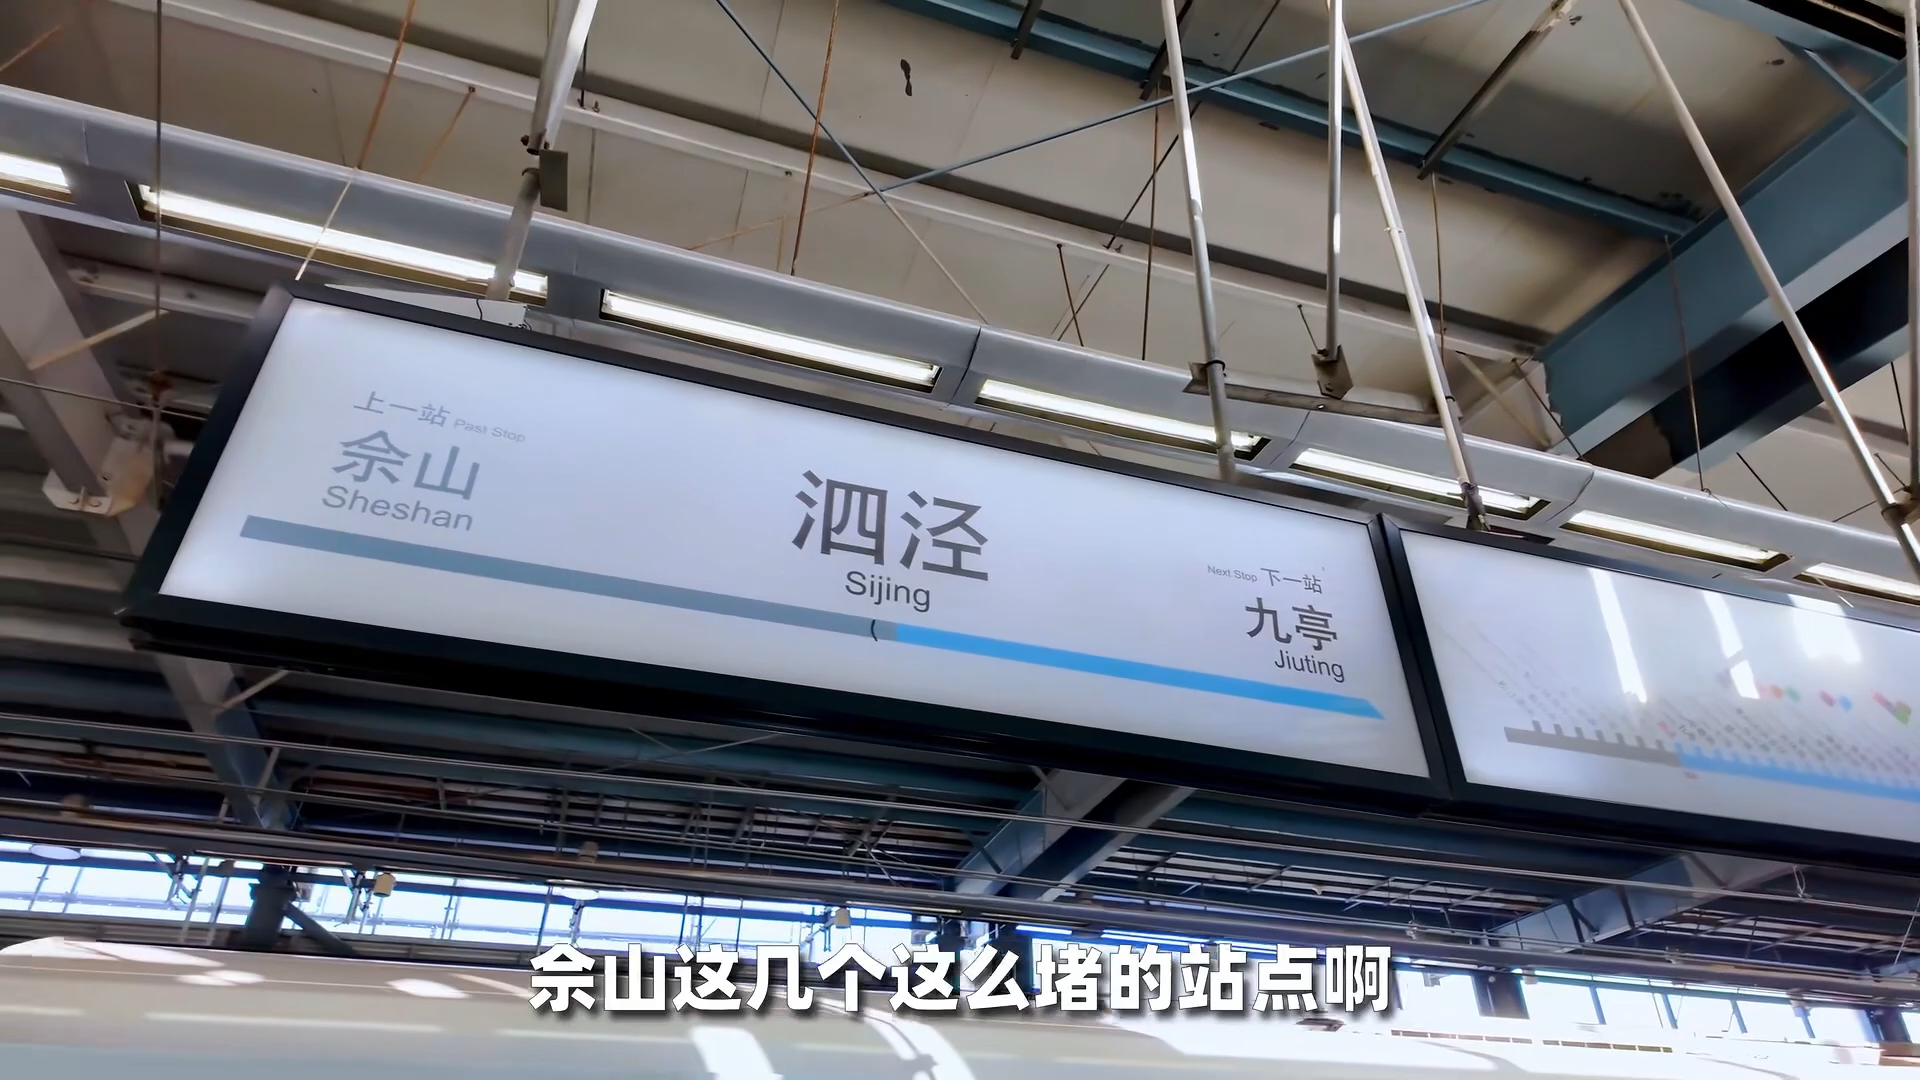 上一站 Past Stop
佘山
Sheshan
泗泾
Sijing
Next Stop 下一站
九亭
Jiuting
佘山这几个这么堵的站点啊